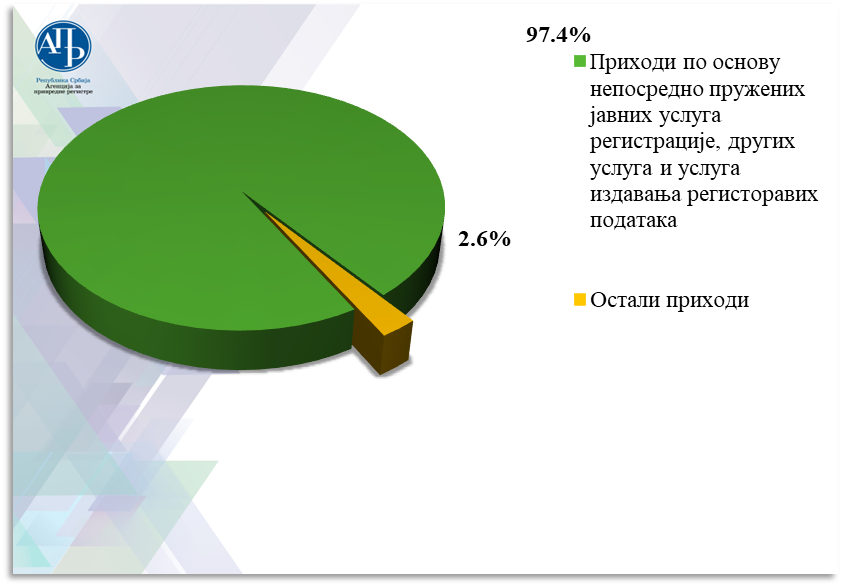 АПР
Република Србија
Агенција за
привредне регистре
97.4%
Приходи по основу
непосредно пружених
јавних услуга
регистрације, других
услуга и услуга
издавања регисторавих
података
2.6%
Остали приходи